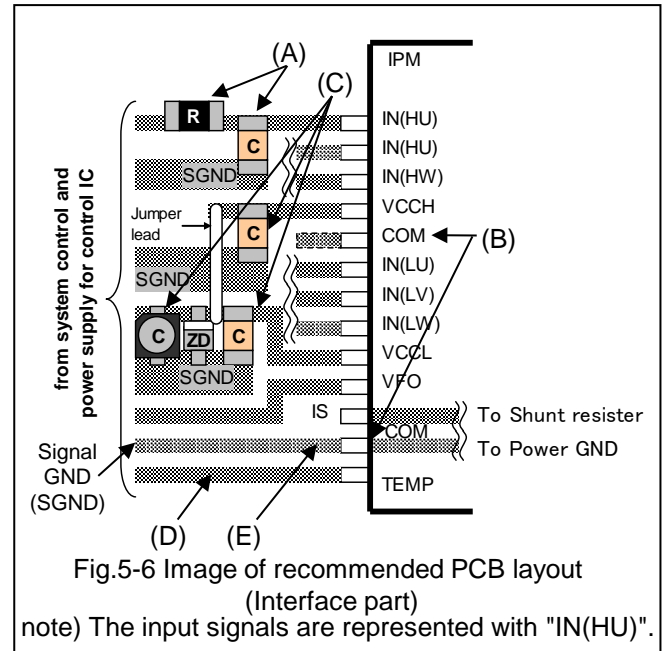 (A)
IPM
(C)
R
IN(HU)
C
IN(HU)
SGND
IN(HW)
Jumper
lead
VCCH
C
COM
(B)
IN(LU)
SGND
IN(LV)
IN(LW)
C
ZD
C
VCCL
SGND
VFO
IS
To Shunt resister
COM
To Power GND
Signal
GND
(SGND)
TEMP
(D)
(E)
from system control and
power supply for control IC
Fig.5-6 Image of recommended PCB layout
(Interface part)
note) The input signals are represented with "IN(HU)".